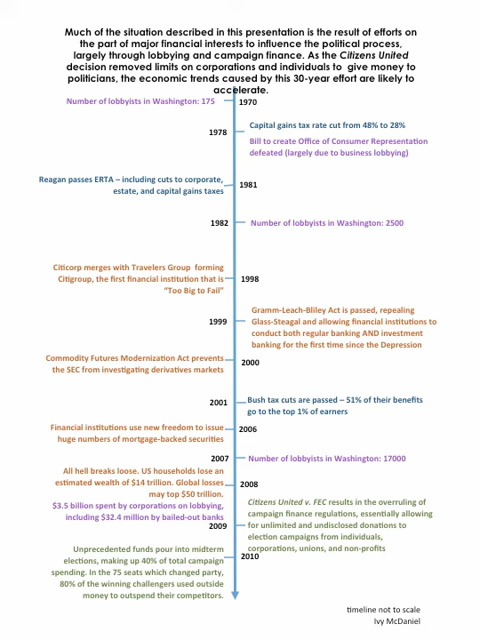 Much of the situation described in this presentation is the result of efforts on
the part of major financial interests to influence the political process,
largely through lobbying and campaign finance. As the Citizens United
decision removed limits on corporations and individuals to give money to
politicians, the economic trends caused by this 30-year effort are likely to
accelerate.
Number of lobbyists in Washington: 175
1970
1978
Capital gains tax rate cut from 48% to 28%
Bill to create Office of Consumer Representation
defeated (largely due to business lobbying)
Reagan passes ERTA – including cuts to corporate,
estate, and capital gains taxes
1981
1982
Number of lobbyists in Washington: 2500
Citicorp merges with Travelers Group forming
Citigroup, the first financial institution that is
“Too Big to Fail”
1998
1999
Gramm-Leach-Bliley Act is passed, repealing
Glass-Steagal and allowing financial institutions to
conduct both regular banking AND investment
banking for the first time since the Depression
Commodity Futures Modernization Act prevents
the SEC from investigating derivatives markets
2000
2001
Bush tax cuts are passed – 51% of their benefits
go to the top 1% of earners
Financial institutions use new freedom to issue
huge numbers of mortgage-backed securities
2006
2007
Number of lobbyists in Washington: 17000
All hell breaks loose. US households lose an
estimated wealth of $14 trillion. Global losses
may top $50 trillion.
2008
$3.5 billion spent by corporations on lobbying,
including $32.4 million by bailed-out banks
2009
Citizens United v. FEC results in the overruling of
campaign finance regulations, essentially allowing
for unlimited and undisclosed donations to
election campaigns from individuals,
corporations, unions, and non-profits
2010
Unprecedented funds pour into midterm
elections, making up 40% of total campaign
spending. In the 75 seats which changed party,
80% of the winning challengers used outside
money to outspend their competitors.
timeline not to scale
Ivy McDaniel